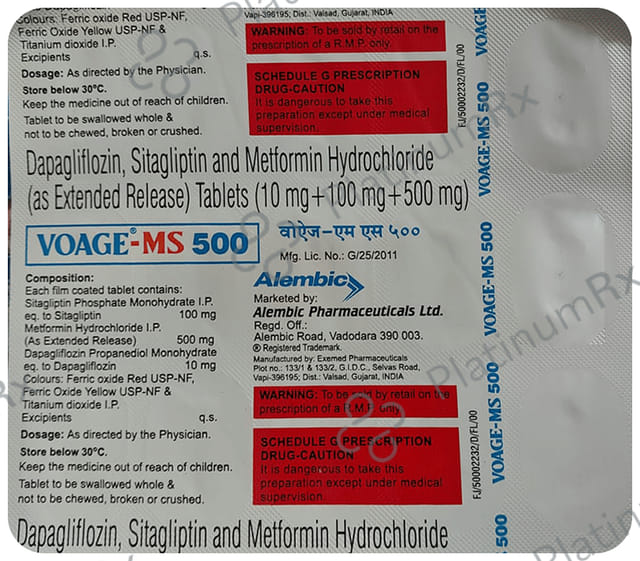 Colours: Ferric oxide Red USP-NF,
Ferric Oxide Yellow USP-NF &
Titanium dioxide I.P.
Excipients q.s.
Dosage: As directed by the Physician.
Store below 30°C.
Keep the medicine out of reach of children.
Tablet to be swallowed whole &
not to be chewed, broken or crushed.
Vapi-396195; Dist.: Valsad, Gujarat, INDIA
WARNING: To be sold by retail on the
prescription of a R.M.P. only.
SCHEDULE G PRESCRIPTION
DRUG-CAUTION
It is dangerous to take this
preparation except under medical
supervision.
FJ/50002232/D/FL/00
Dapagliflozin, Sitagliptin and Metformin Hydrochloride
(as Extended Release) Tablets (10 mg+100 mg+500 mg)
VOAGE®-MS 500
वोऐज-एम एस ५००
Mfg. Lic. No.: G/25/2011
Composition:
Each film coated tablet contains:
Sitagliptin Phosphate Monohydrate I.P.
eq. to Sitagliptin 100 mg
Metformin Hydrochloride I.P.
(As Extended Release) 500 mg
Dapagliflozin Propanediol Monohydrate
eq. to Dapagliflozin 10 mg
Colours: Ferric oxide Red USP-NF,
Ferric Oxide Yellow USP-NF &
Titanium dioxide I.P.
Excipients q.s.
Dosage: As directed by the Physician.
Store below 30°C.
Keep the medicine out of reach of children.
Tablet to be swallowed whole &
not to be chewed, broken or crushed.
Alembic
Marketed by:
Alembic Pharmaceuticals Ltd.
Regd. Off.:
Alembic Road, Vadodara 390 003.
® Registered Trademark.
Manufactured by: Exemed Pharmaceuticals
Plot no.: 133/1 & 133/2, G.I.D.C., Selvas Road,
Vapi-396195; Dist.: Valsad, Gujarat, INDIA
WARNING: To be sold by retail on the
prescription of a R.M.P. only.
SCHEDULE G PRESCRIPTION
DRUG-CAUTION
It is dangerous to take this
preparation except under medical
supervision.
FJ/50002232/D/FL/00
Dapagliflozin, Sitagliptin and Metformin Hydrochloride
VOAGE
VOAGE-MS 500
VOAGE-MS 500
VOAGE-MS 500
500
PlatinumRx
PlatinumRx
Platinum